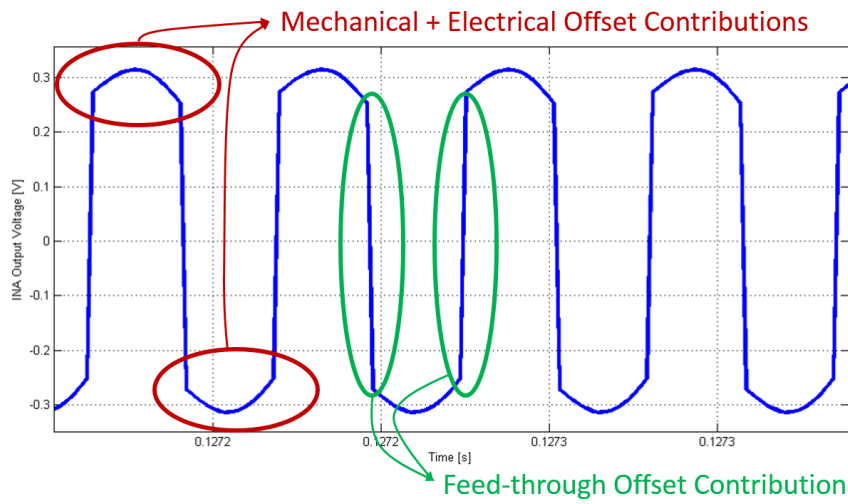 Mechanical + Electrical Offset Contributions
0.3
0.2
0.1
0
-0.1
-0.2
-0.3
INA Output Voltage [V]
0.1272
0.1272
0.1273
0.1273
Time [s]
Feed-through Offset Contribution